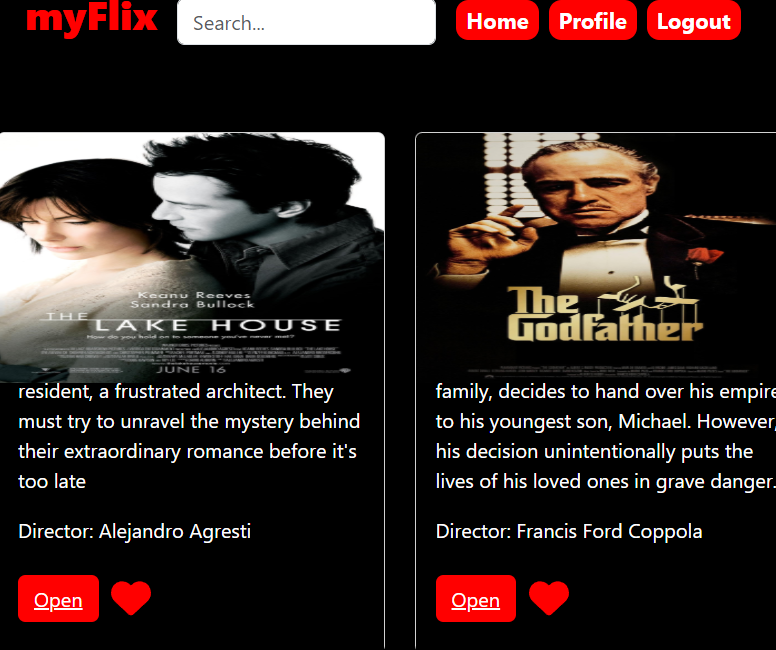 myFlix
Search...
Home
Profile
Logout
Keanu Reeves
Sandra Bullock
THE
LAKE HOUSE
How do you hold on to someone you've never met?
JUNE 16
resident, a frustrated architect. They
must try to unravel the mystery behind
their extraordinary romance before it's
too late
Director: Alejandro Agresti
Open
The
Godfather
family, decides to hand over his empire
to his youngest son, Michael. However,
his decision unintentionally puts the
lives of his loved ones in grave danger.
Director: Francis Ford Coppola
Open